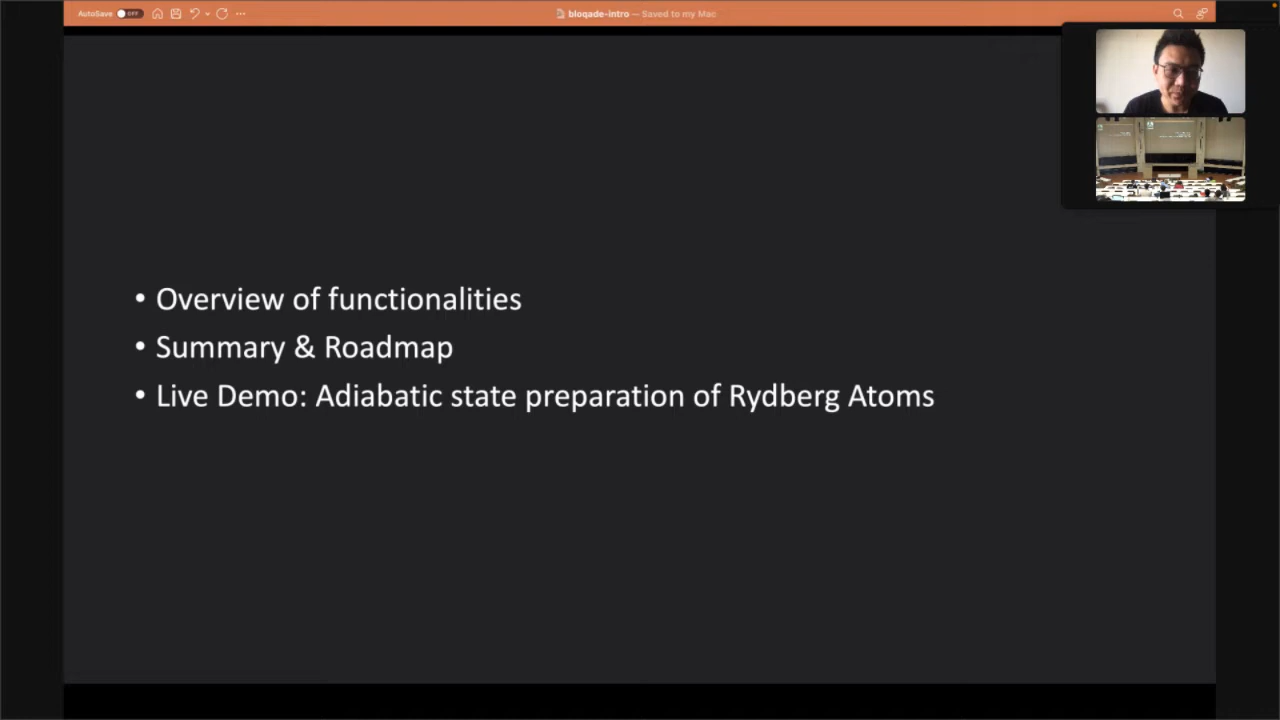 AutoSave OFF
bloqade-intro — Saved to my Mac
• Overview of functionalities
• Summary & Roadmap
• Live Demo: Adiabatic state preparation of Rydberg Atoms